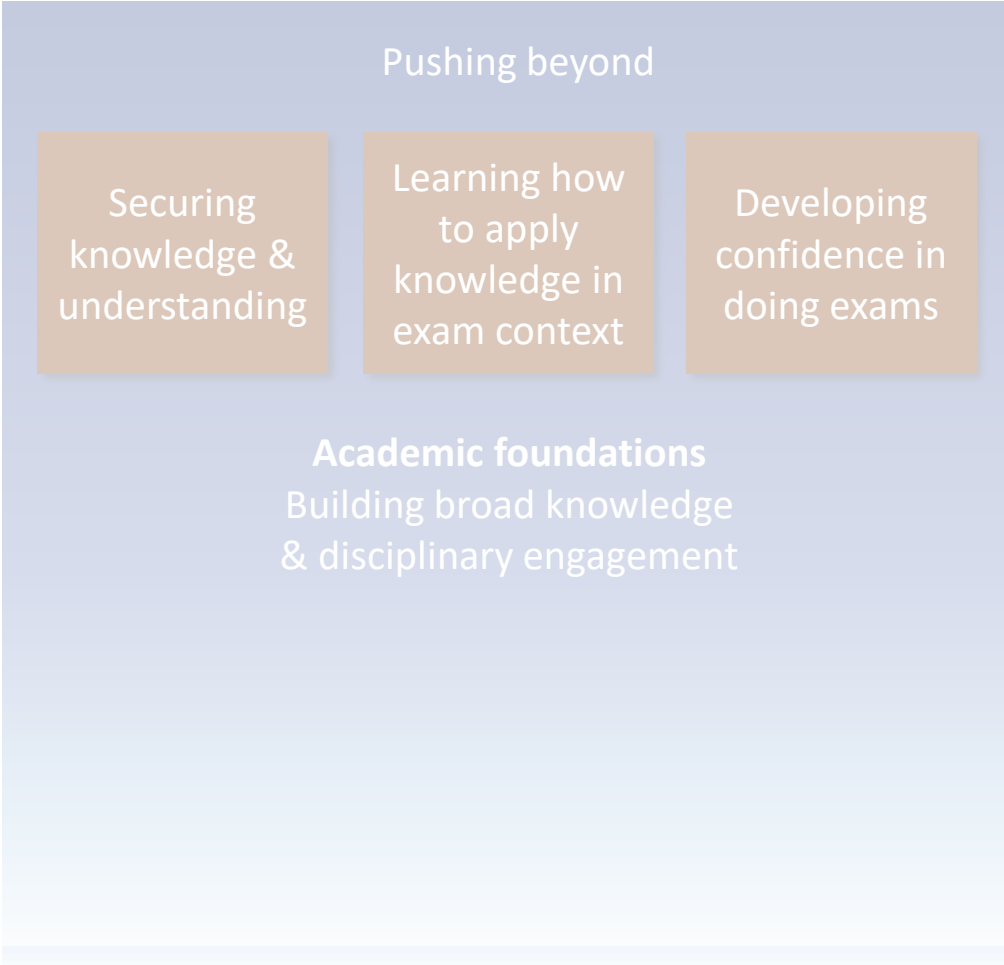 Pushing beyond
Securing
knowledge &
understanding
Learning how
to apply
knowledge in
exam context
Developing
confidence in
doing exams
Academic foundations
Building broad knowledge
& disciplinary engagement